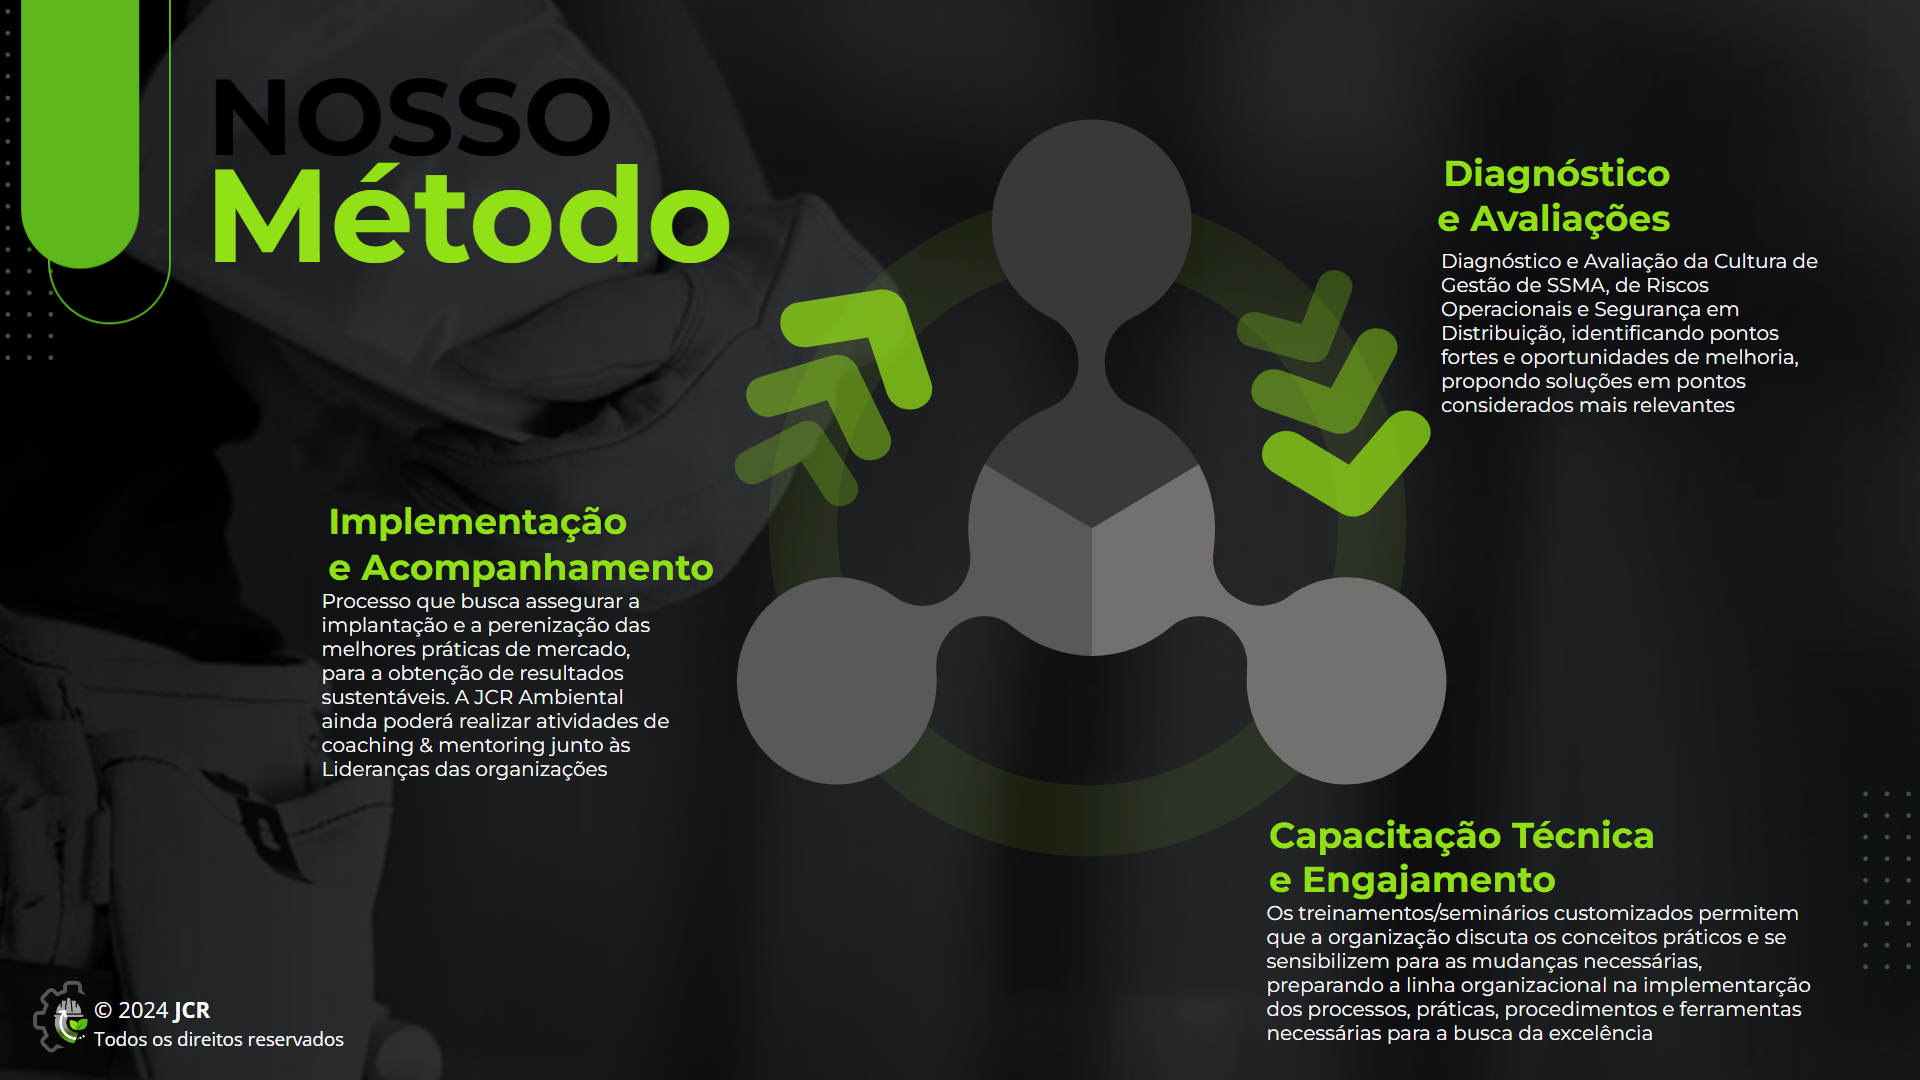 NOSSO
Método
Diagnóstico
e Avaliações
Diagnóstico e Avaliação da Cultura de
Gestão de SSMA, de Riscos
Operacionais e Segurança em
Distribuição, identificando pontos
fortes e oportunidades de melhoria,
propondo soluções em pontos
considerados mais relevantes
Implementação
e Acompanhamento
Processo que busca assegurar a
implantação e a perenização das
melhores práticas de mercado,
para a obtenção de resultados
sustentáveis. A JCR Ambiental
ainda poderá realizar atividades de
coaching & mentoring junto às
Lideranças das organizações
Capacitação Técnica
e Engajamento
Os treinamentos/seminários customizados permitem
que a organização discuta os conceitos práticos e se
sensibilizem para as mudanças necessárias,
preparando a linha organizacional na implementarção
dos processos, práticas, procedimentos e ferramentas
necessárias para a busca da excelência
© 2024 JCR
Todos os direitos reservados